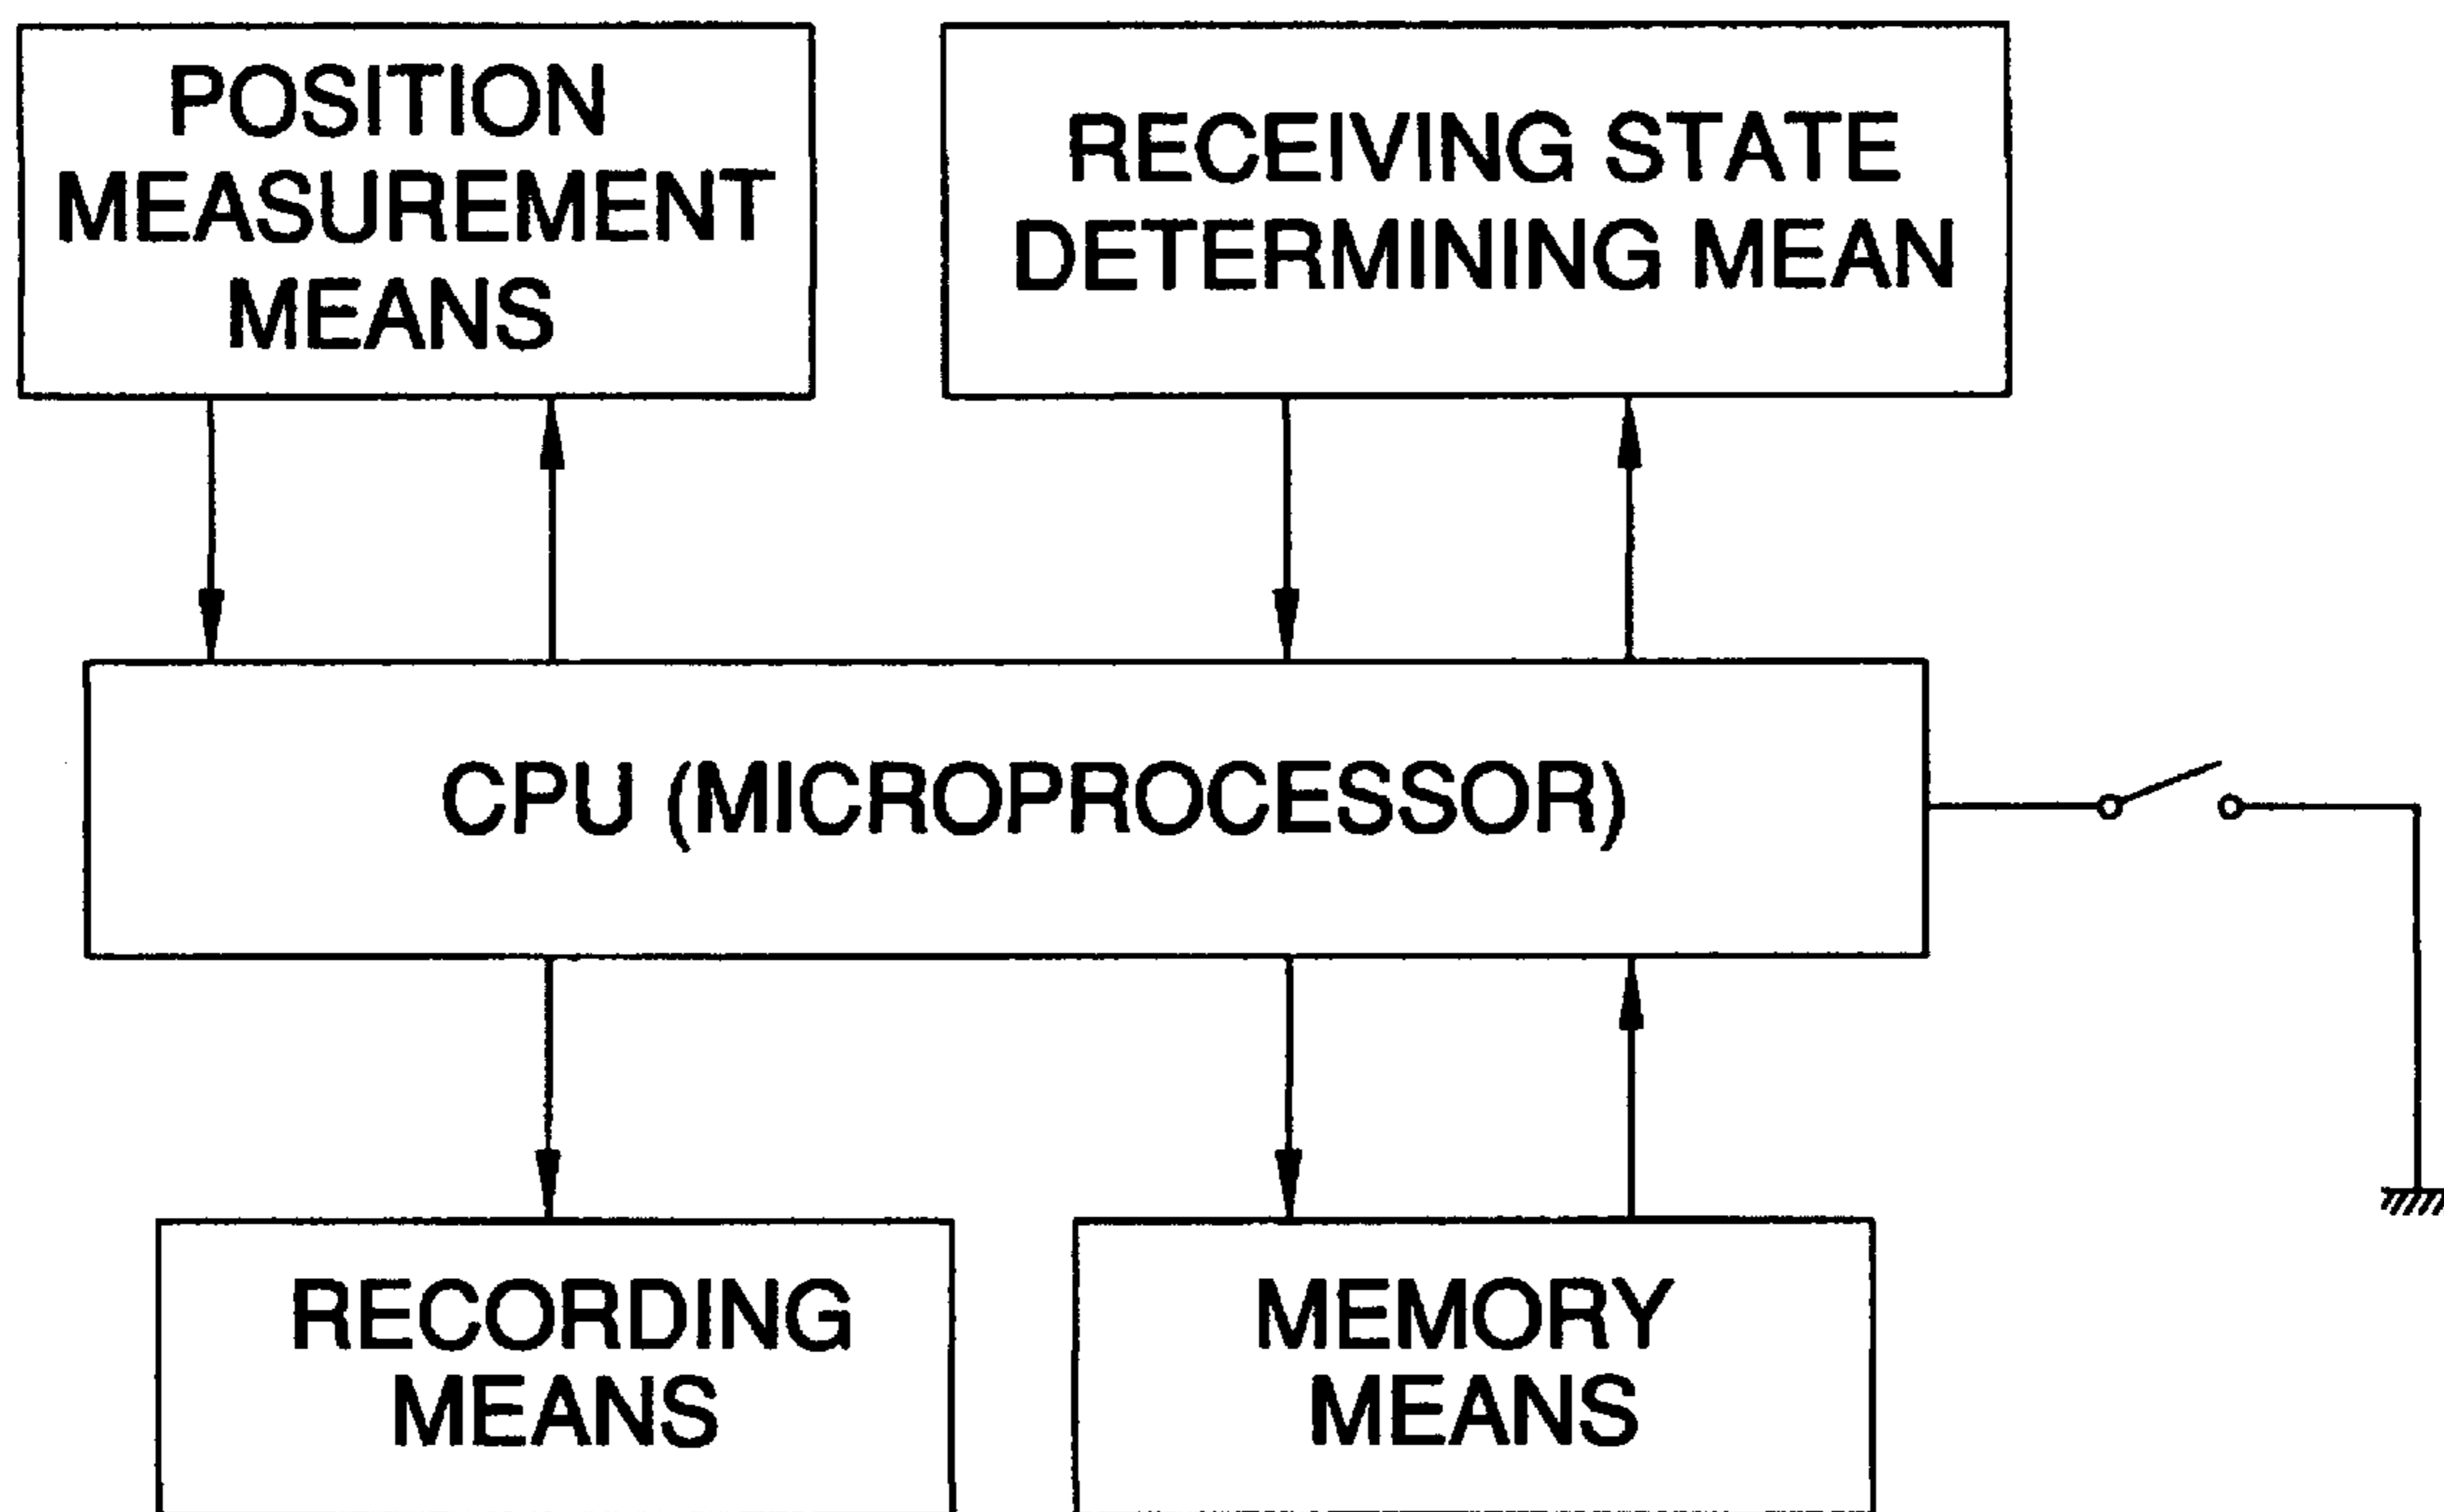 POSITION
MEASUREMENT
MEANS
RECEIVING STATE
DETERMINING MEAN
CPU (MICROPROCESSOR)
RECORDING
MEANS
MEMORY
MEANS